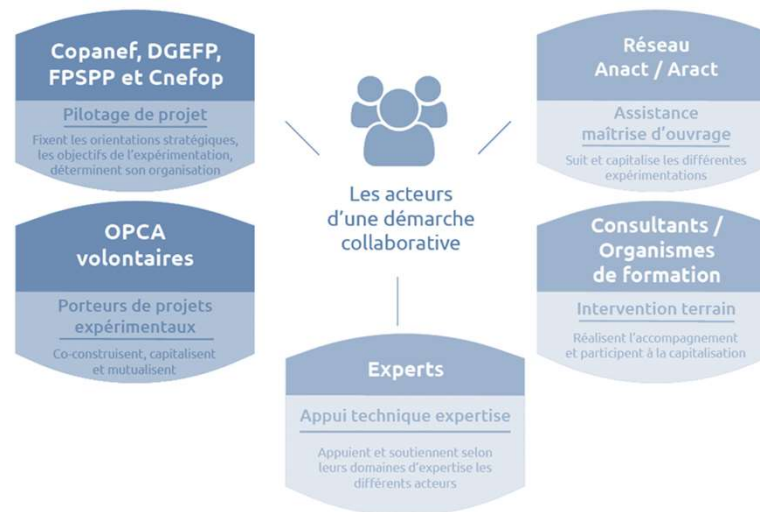 Copanef, DGEFP,
FPSPP et Cnefop
Pilotage de projet
Fixent les orientations stratégiques,
les objectifs de l'expérimentation,
déterminent son organisation
OPCA
volontaires
Porteurs de projets
expérimentaux
Co-construisent, capitalisent
et mutualisent
Les acteurs
d'une démarche
collaborative
Experts
Appui technique expertise
Appuient et soutiennent selon
leurs domaines d'expertise les
différents acteurs
Réseau
Anact / Aract
Assistance
maîtrise d'ouvrage
Suit et capitalise les différentes
expérimentations
Consultants /
Organismes
de formation
Intervention terrain
Réalisent l'accompagnement
et participent à la capitalisation